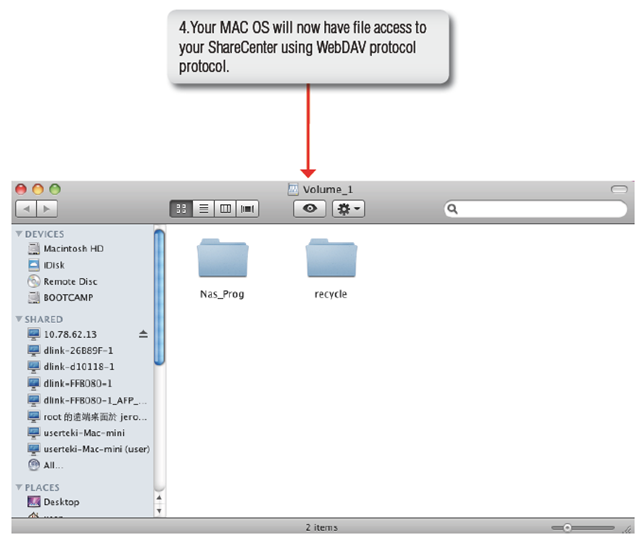 4.Your MAC OS will now have file access to
your ShareCenter using WebDAV protocol
protocol.
Volume_1
DEVICES
Macintosh HD
iDisk
Remote Disc
BOOTCAMP
SHARED
10.78.62.13
dlink-26B89F-1
dlink-d10118-1
dlink-FFB080-1
dlink-FFB080-1_AFP_...
root 的遠端桌面於 jero...
userteki-Mac-mini
userteki-Mac-mini (user)
All...
PLACES
Desktop
Nas_Prog
recycle
2 items